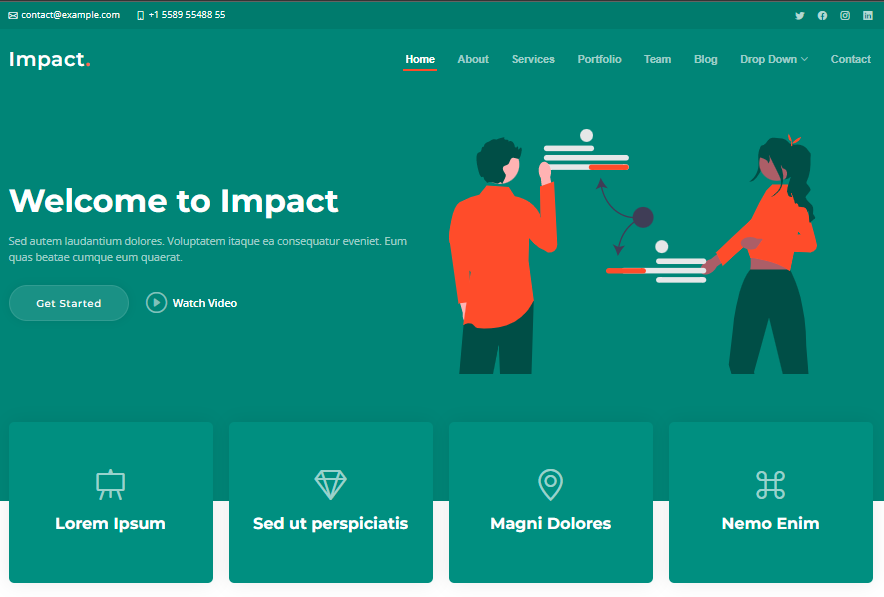 contact@example.com +1 5589 55488 55
Impact.
Home About Services Portfolio Team Blog Drop Down Contact
Welcome to Impact
Sed autem laudantium dolores. Voluptatem itaque ea consequatur eveniet. Eum
quas beatae cumque eum quaerat.
Get Started Watch Video
Lorem Ipsum Sed ut perspiciatis Magni Dolores Nemo Enim